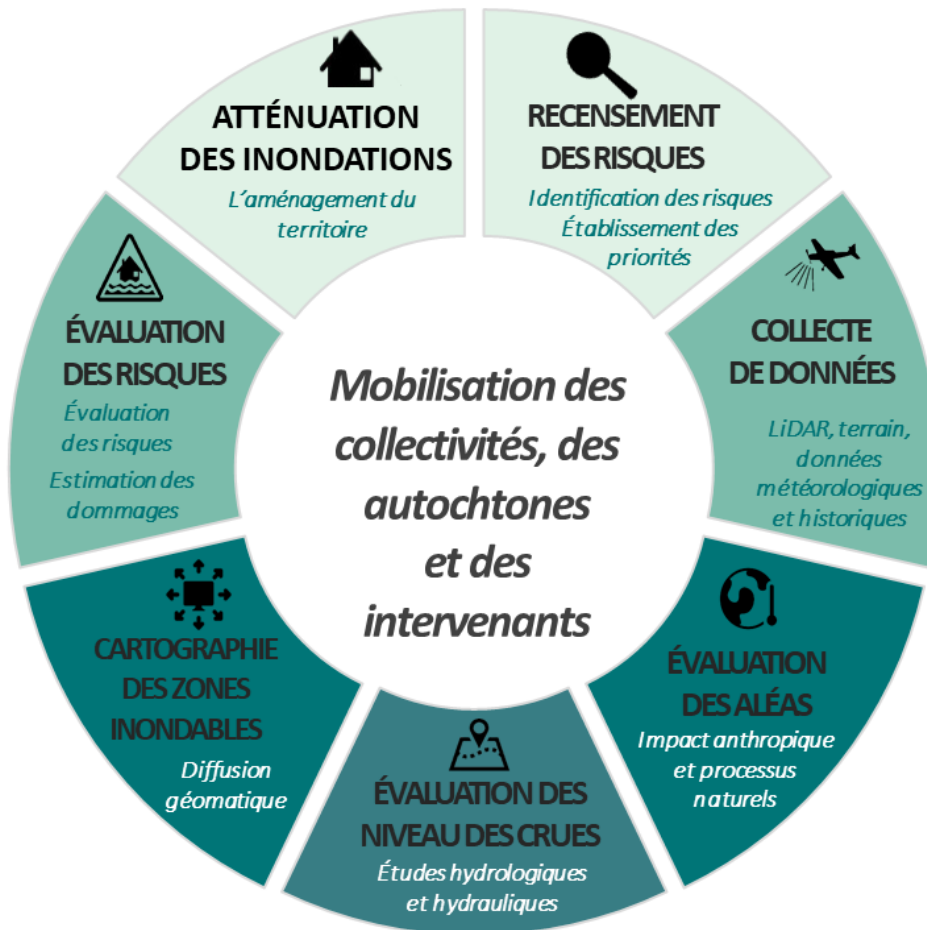 ATTÉNUATION
DES INONDATIONS
L'aménagement du
territoire
RECENSEMENT
DES RISQUES
Identification des risques
Établissement des
priorités
COLLECTE
DE DONNÉES
LiDAR, terrain,
données
météorologiques
et historiques
ÉVALUATION
DES ALÉAS
Impact anthropique
et processus
naturels
ÉVALUATION DES
NIVEAU DES CRUES
Études hydrologiques
et hydrauliques
CARTOGRAPHIE
DES ZONES
INONDABLES
Diffusion
géomatique
ÉVALUATION
DES RISQUES
Évaluation
des risques
Estimation des
dommages
Mobilisation des
collectivités, des
autochtones
et des
intervenants